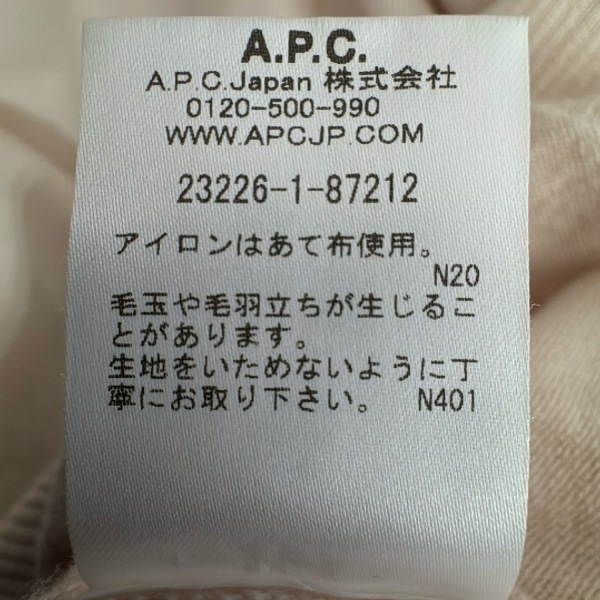 A.P.C.
A.P.C.Japan 株式会社
0120-500-990
WWW.APCJP.COM
23226-1-87212
アイロンはあて布使用。
N20
毛玉や毛羽立ちが生じるこ
とがあります。
生地をいためないように丁
寧にお取り下さい。 N401